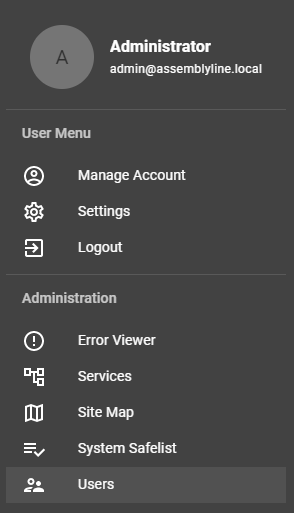 A
Administrator
admin@assemblyline.local
User Menu
Manage Account
Settings
Logout
Administration
Error Viewer
Services
Site Map
System Safelist
Users